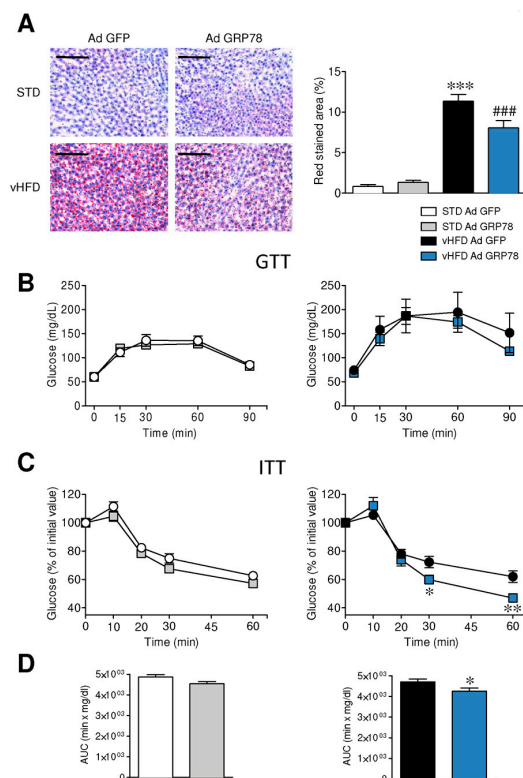 A
Ad GFP
Ad GRP78
STD
vHFD
Red stained area (%)
15
10
5
0
***
###
STD Ad GFP
STD Ad GRP78
vHFD Ad GFP
vHFD Ad GRP78
GTT
B
Glucose (mg/dL)
250
200
150
100
50
0
0 15 30 60 90
Time (min)
Glucose (mg/dL)
250
200
150
100
50
0
0 15 30 60 90
Time (min)
C
ITT
Glucose (% of initial value)
120
100
80
60
40
0 10 20 30 45 60
Time (min)
Glucose (% of initial value)
120
100
80
60
40
*
**
0 10 20 30 45 60
Time (min)
D
AUC (min x mg/dl)
5x10⁰³
4x10⁰³
3x10⁰³
2x10⁰³
1x10⁰³
0
AUC (min x mg/dl)
5x10⁰³
4x10⁰³
3x10⁰³
2x10⁰³
1x10⁰³
0
*